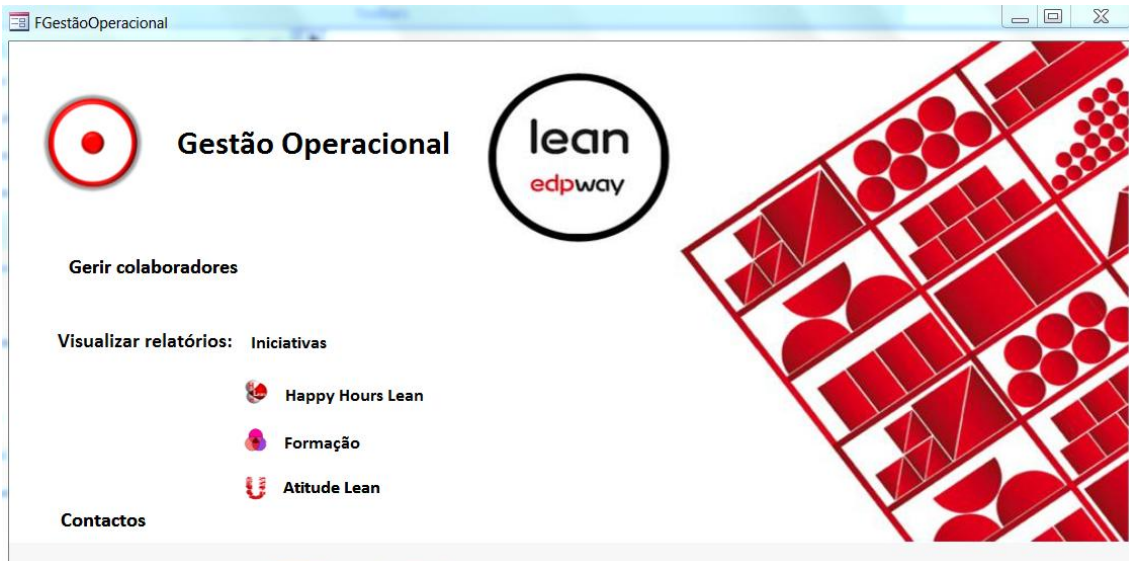 FGestãoOperacional
Gestão Operacional
lean
edpway
Gerir colaboradores
Visualizar relatórios: Iniciativas
Happy Hours Lean
Formação
Atitude Lean
Contactos